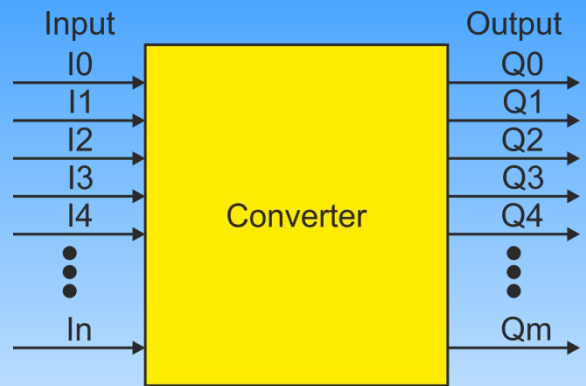 Input
Output
I0
Q0
I1
Q1
I2
Q2
I3
Q3
I4
Q4
Converter
In
Qm